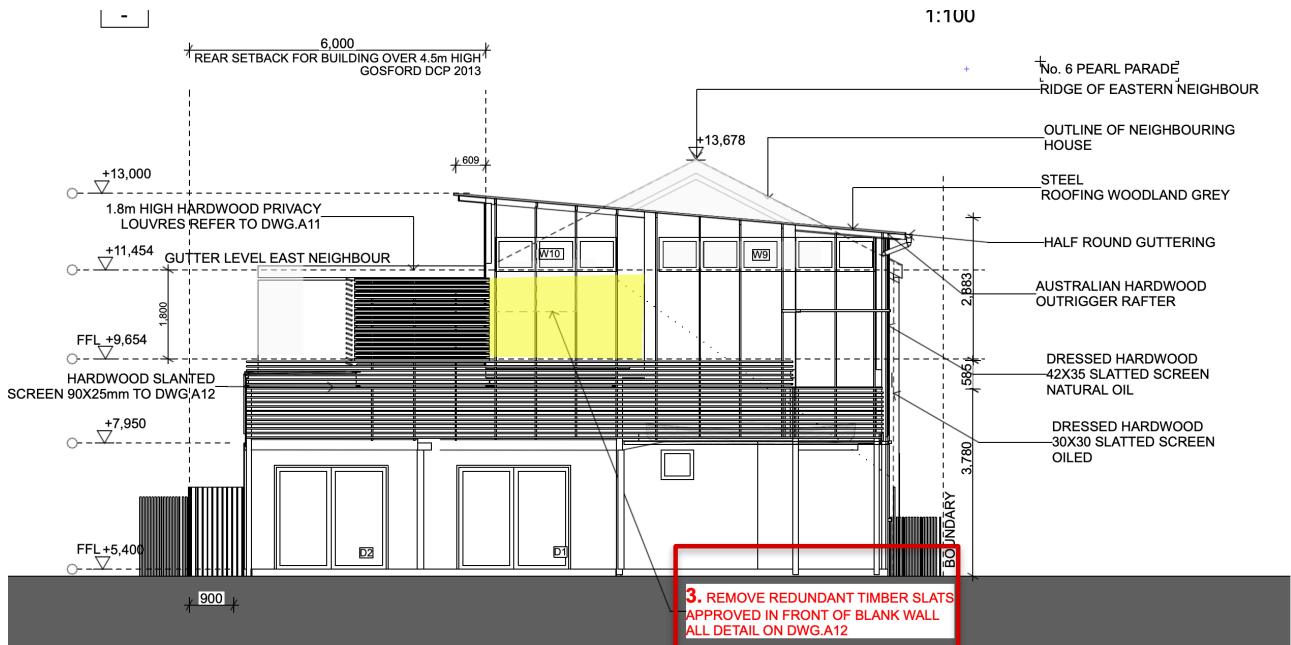 -
1:100
6,000
REAR SETBACK FOR BUILDING OVER 4.5m HIGH
GOSFORD DCP 2013
No. 6 PEARL PARADE
RIDGE OF EASTERN NEIGHBOUR
OUTLINE OF NEIGHBOURING
HOUSE
+13,678
609
+13,000
STEEL
ROOFING WOODLAND GREY
1.8m HIGH HARDWOOD PRIVACY
LOUVRES REFER TO DWG.A11
+11,454
GUTTER LEVEL EAST NEIGHBOUR
W10
W9
HALF ROUND GUTTERING
AUSTRALIAN HARDWOOD
OUTRIGGER RAFTER
2,883
1,800
FFL +9,654
DRESSED HARDWOOD
42X35 SLATTED SCREEN
NATURAL OIL
585
HARDWOOD SLANTED
SCREEN 90X25mm TO DWG.A12
+7,950
DRESSED HARDWOOD
30X30 SLATTED SCREEN
OILED
3,780
BOUNDARY
D2
D1
FFL +5,400
900
3. REMOVE REDUNDANT TIMBER SLATS
APPROVED IN FRONT OF BLANK WALL
ALL DETAIL ON DWG.A12